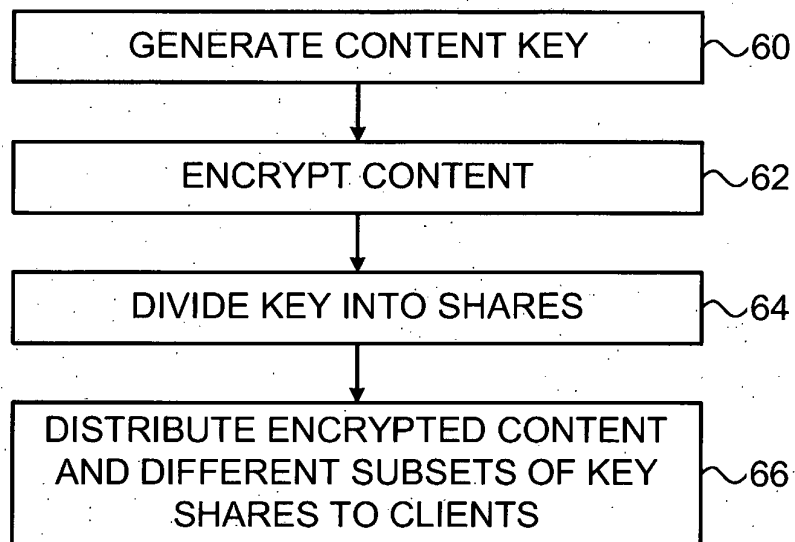 GENERATE CONTENT KEY 60
ENCRYPT CONTENT 62
DIVIDE KEY INTO SHARES 64
DISTRIBUTE ENCRYPTED CONTENT
AND DIFFERENT SUBSETS OF KEY 66
SHARES TO CLIENTS